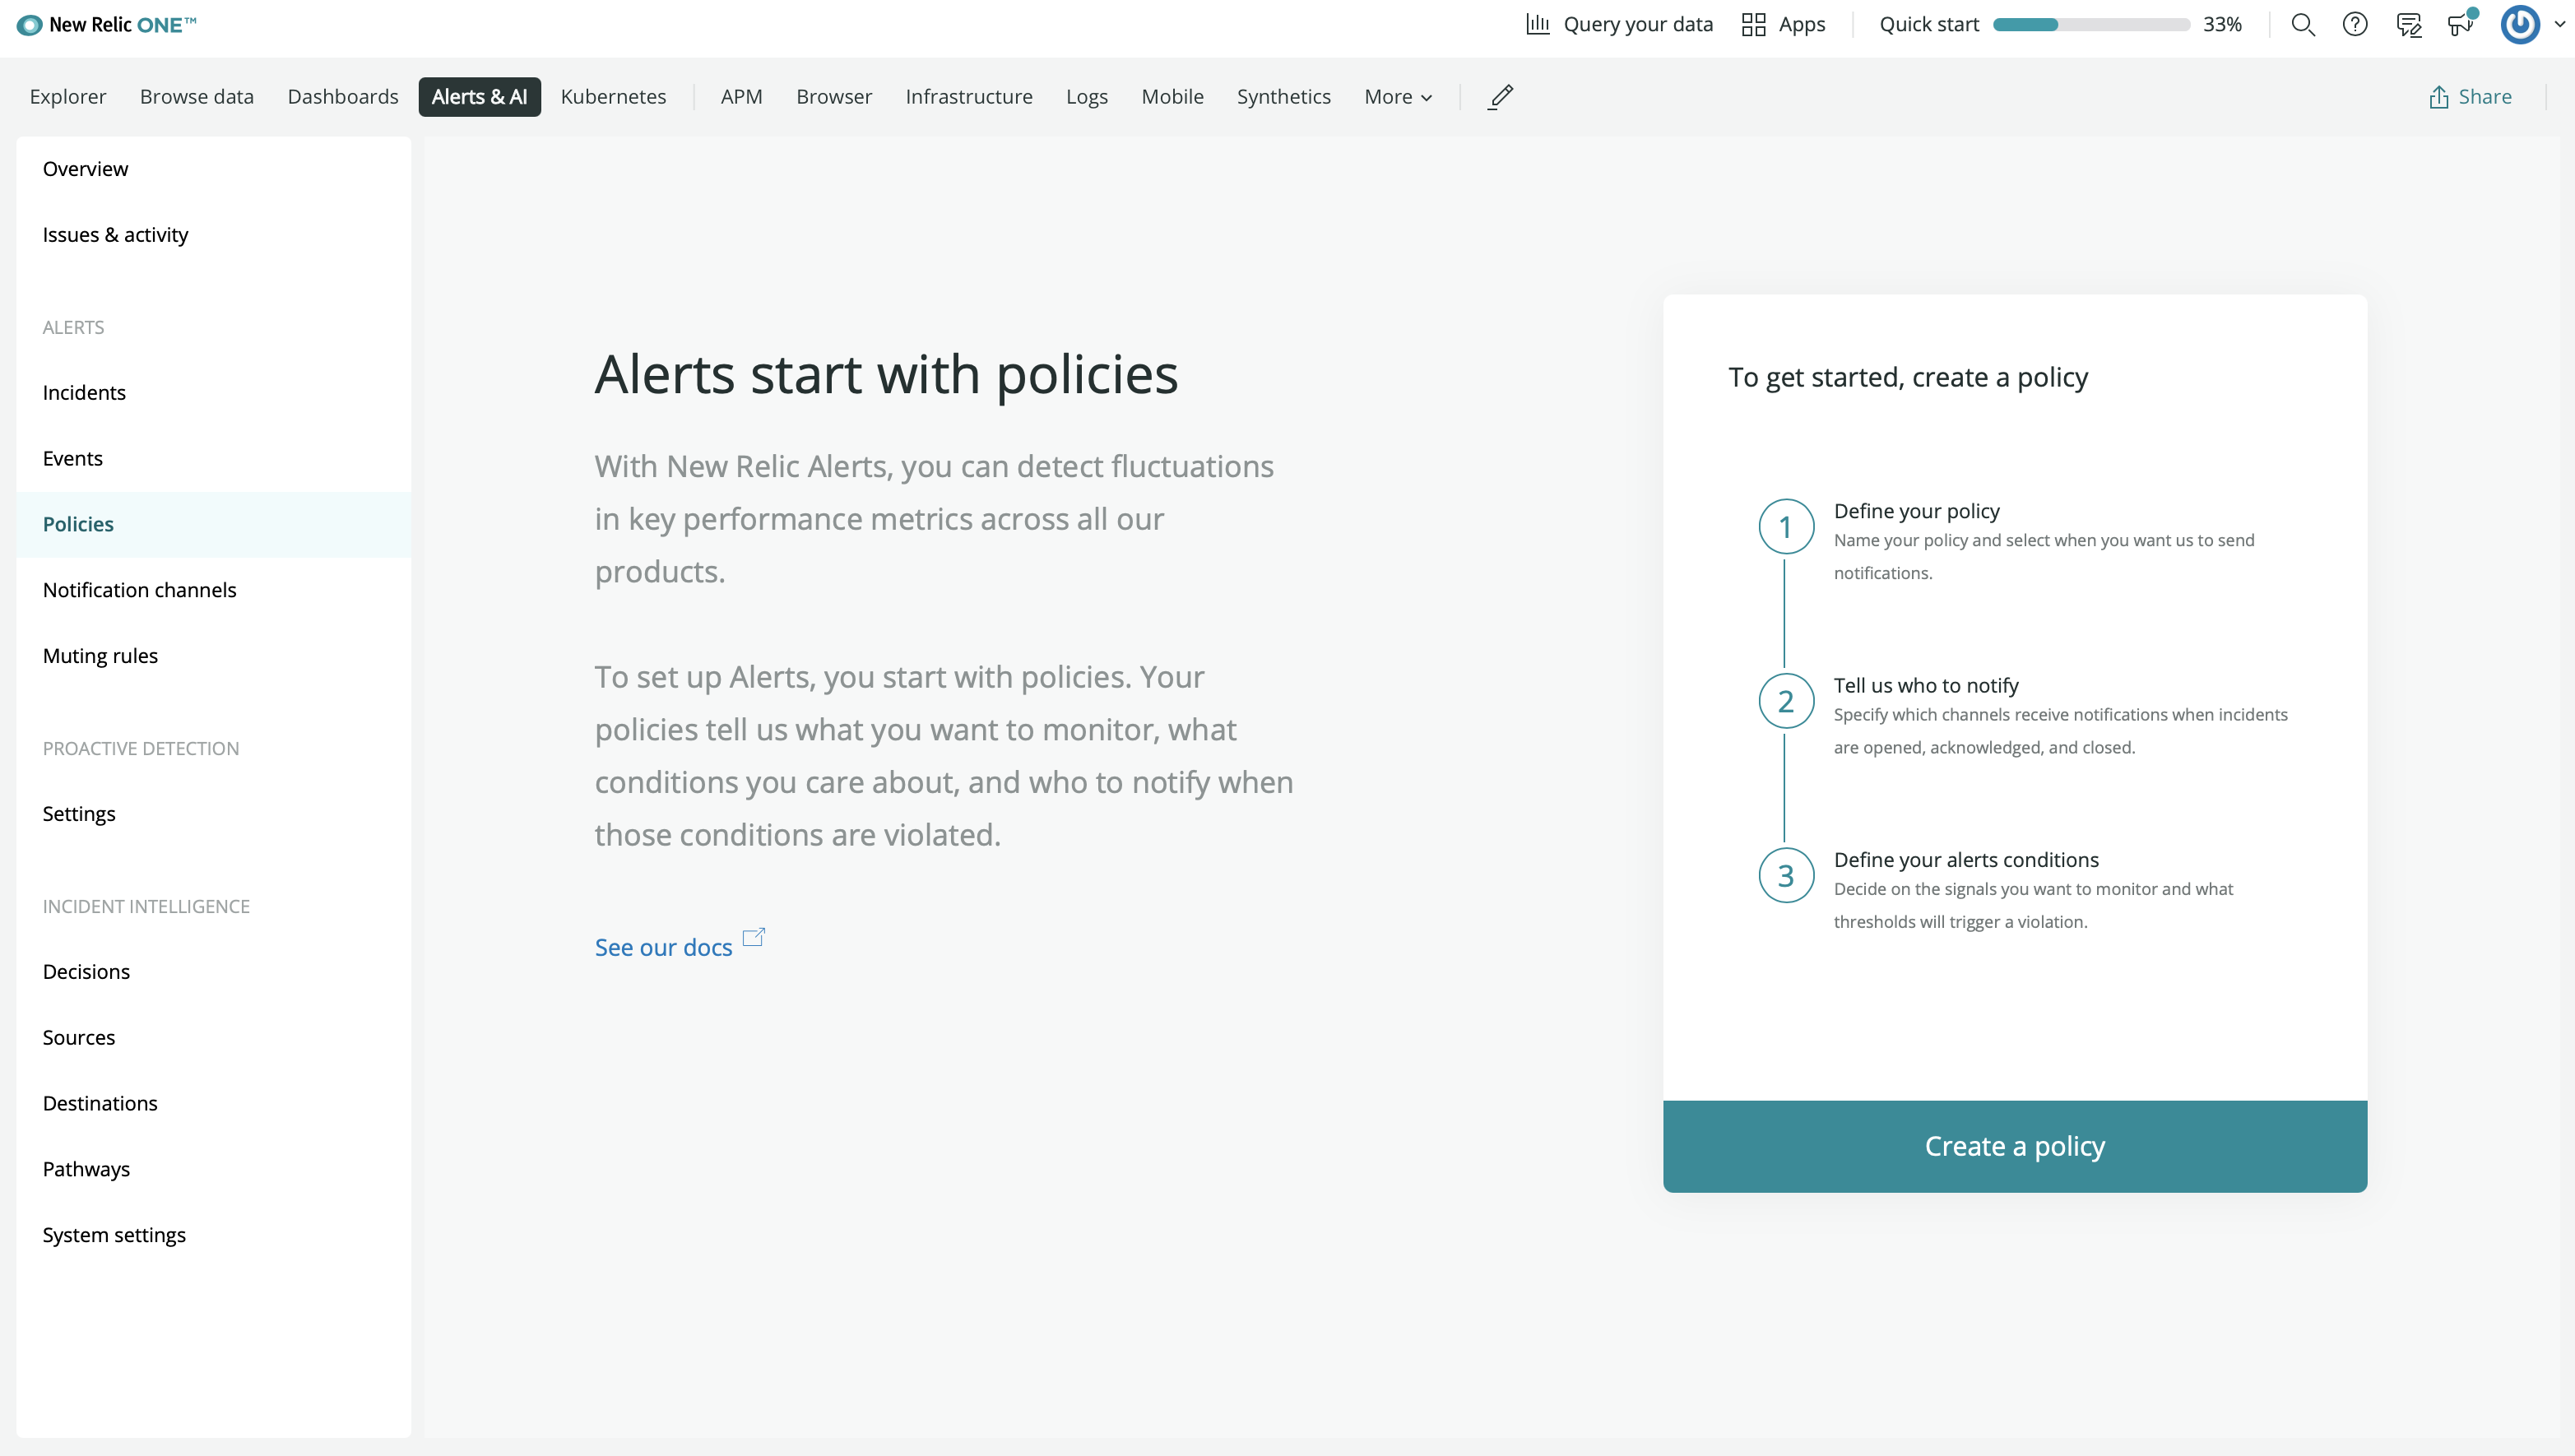 New Relic ONE™
Query your data
Apps
Quick start
33%
Explorer
Browse data
Dashboards
Alerts & AI
Kubernetes
APM
Browser
Infrastructure
Logs
Mobile
Synthetics
More
Share
Overview
Issues & activity
ALERTS
Incidents
Events
Policies
Notification channels
Muting rules
PROACTIVE DETECTION
Settings
INCIDENT INTELLIGENCE
Decisions
Sources
Destinations
Pathways
System settings
Alerts start with policies
With New Relic Alerts, you can detect fluctuations
in key performance metrics across all our
products.
To set up Alerts, you start with policies. Your
policies tell us what you want to monitor, what
conditions you care about, and who to notify when
those conditions are violated.
See our docs
To get started, create a policy
1
Define your policy
Name your policy and select when you want us to send
notifications.
2
Tell us who to notify
Specify which channels receive notifications when incidents
are opened, acknowledged, and closed.
3
Define your alerts conditions
Decide on the signals you want to monitor and what
thresholds will trigger a violation.
Create a policy